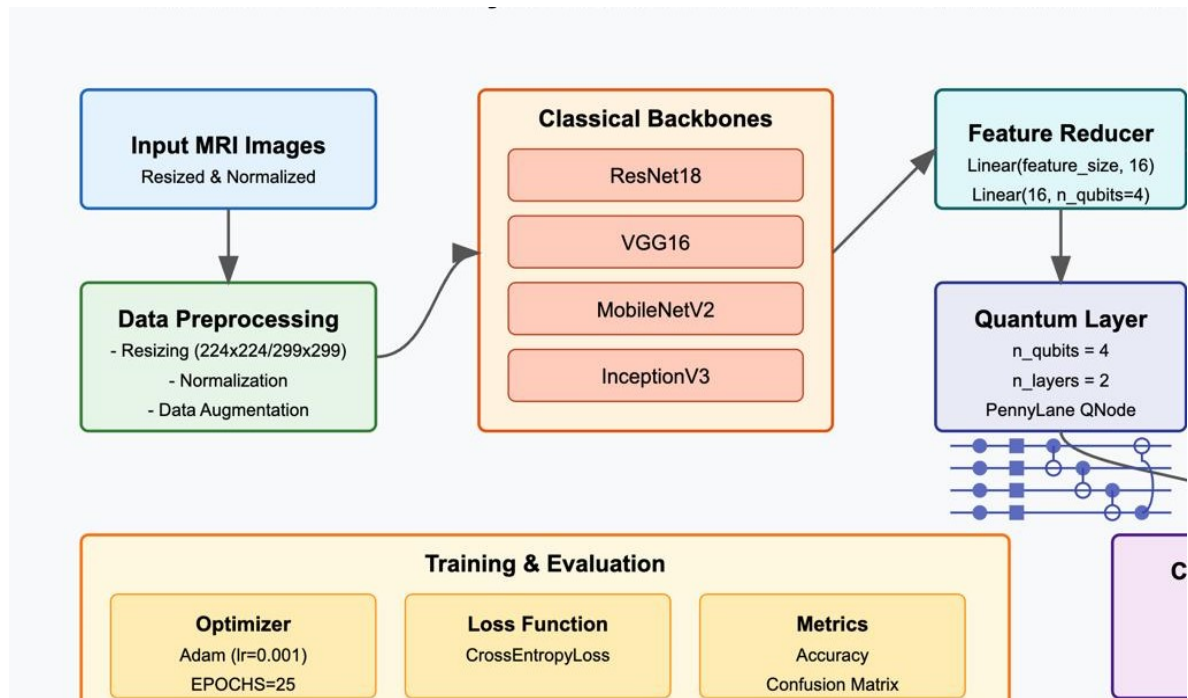 Input MRI Images
Resized & Normalized
Data Preprocessing
- Resizing (224x224/299x299)
- Normalization
- Data Augmentation
Classical Backbones
ResNet18
VGG16
MobileNetV2
InceptionV3
Feature Reducer
Linear(feature_size, 16)
Linear(16, n_qubits=4)
Quantum Layer
n_qubits = 4
n_layers = 2
PennyLane QNode
Training & Evaluation
Optimizer
Adam (lr=0.001)
EPOCHS=25
Loss Function
CrossEntropyLoss
Metrics
Accuracy
Confusion Matrix
C